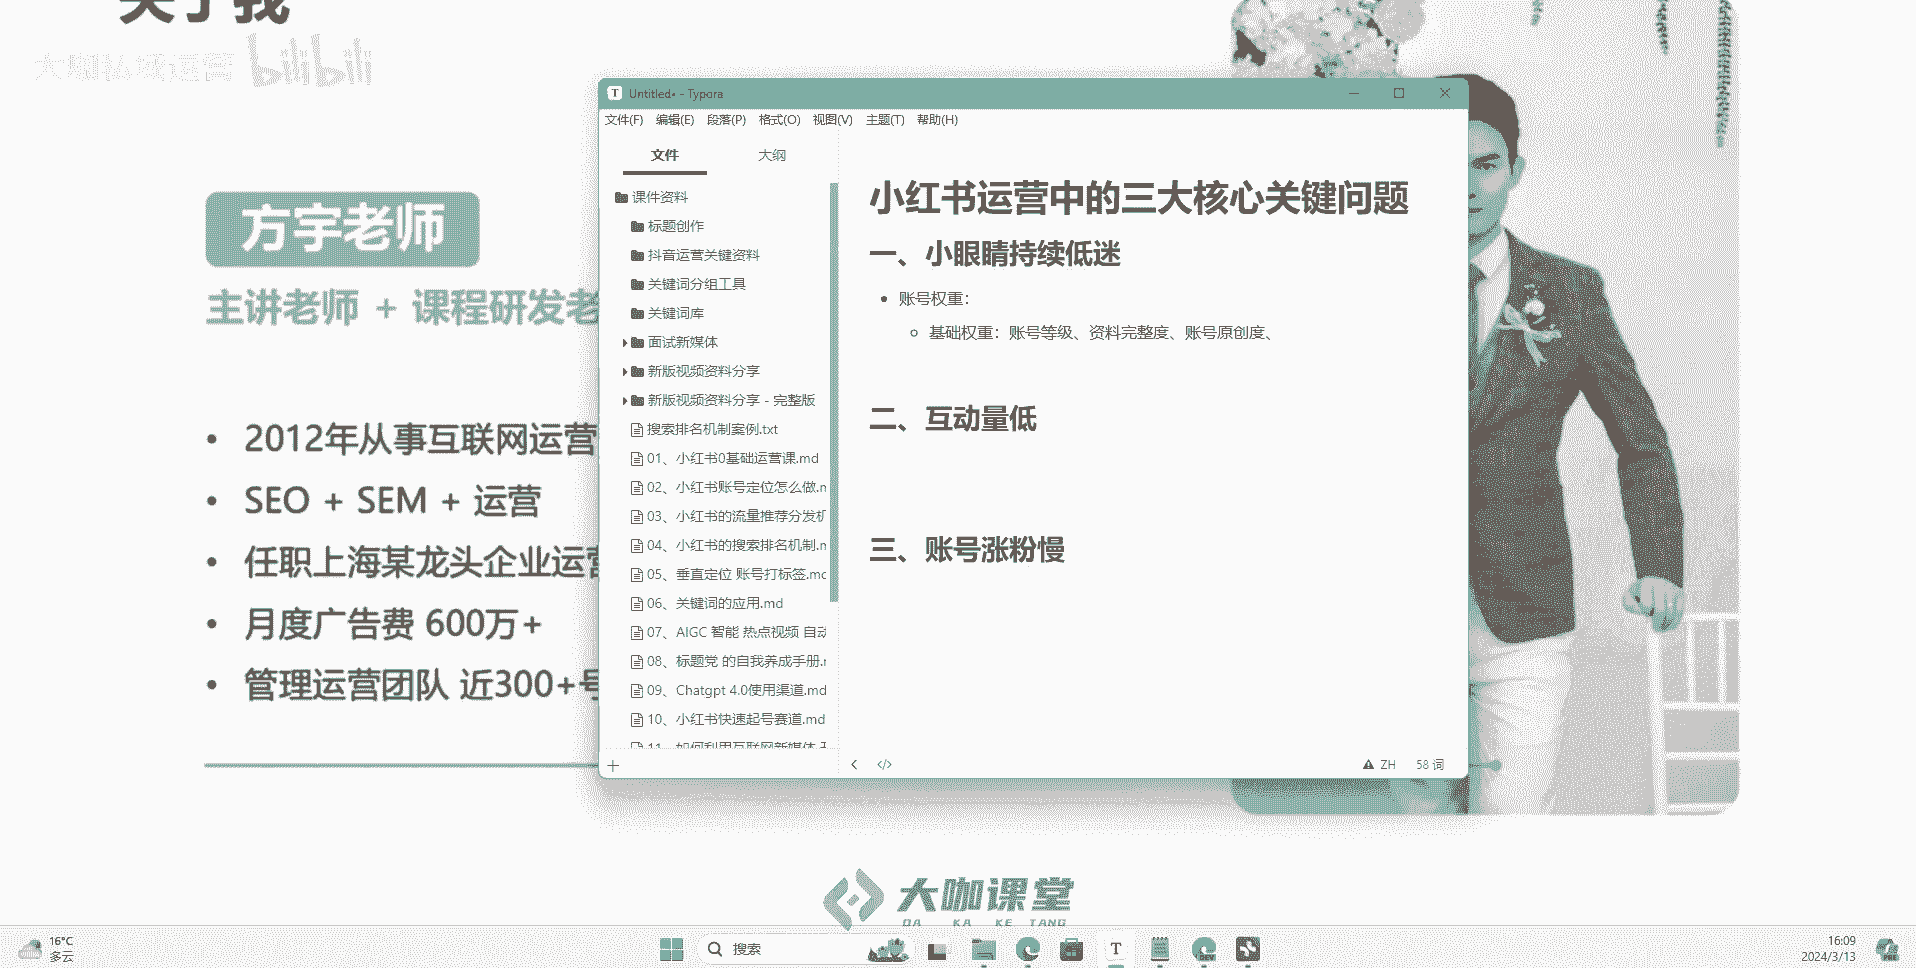 关于我
大咖私域运营 bilibili
方宇老师
主讲老师 + 课程研发老
• 2012年从事互联网运营
• SEO + SEM + 运营
• 任职上海某龙头企业运营
• 月度广告费 600万+
• 管理运营团队 近300+号
Untitled• - Typora
文件(F) 编辑(E) 段落(P) 格式(O) 视图(V) 主题(T) 帮助(H)
文件 大纲
课件资料
标题创作
抖音运营关键资料
关键词分组工具
关键词库
面试新媒体
新版视频资料分享
新版视频资料分享 - 完整版
搜索排名机制案例.txt
01、小红书0基础运营课.md
02、小红书账号定位怎么做.m
03、小红书的流量推荐分发机
04、小红书的搜索排名机制.m
05、垂直定位 账号打标签.mc
06、关键词的应用.md
07、AIGC 智能 热点视频 自动
08、标题党 的自我养成手册.m
09、Chatgpt 4.0使用渠道.md
10、小红书快速起号赛道.md
11、如何利用互联网新媒体
小红书运营中的三大核心关键问题
一、小眼睛持续低迷
• 账号权重：
◦ 基础权重：账号等级、资料完整度、账号原创度、
二、互动量低
三、账号涨粉慢
ZH 58 词
大咖课堂
DA KA KE TANG
16°C
多云
搜索
T
DEV
16:09
2024/3/13
PRE